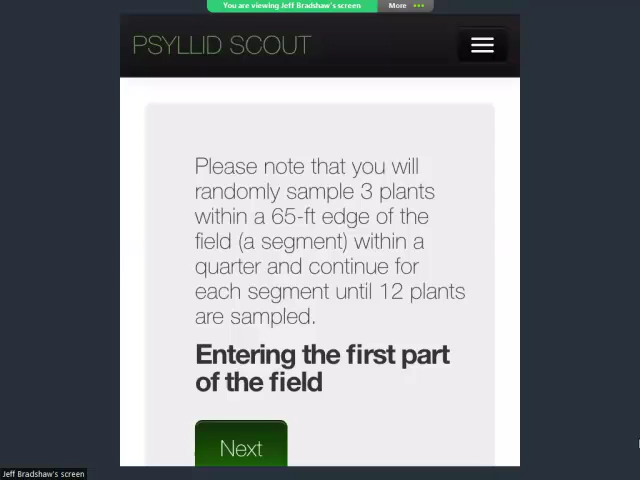 You are viewing Jeff Bradshaw's screen
More
PSYLLID SCOUT
Please note that you will
randomly sample 3 plants
within a 65-ft edge of the
field (a segment) within a
quarter and continue for
each segment until 12 plants
are sampled.
Entering the first part
of the field
Next
Jeff Bradshaw's screen